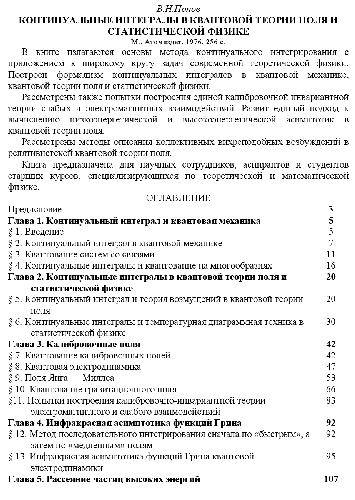 В.Н.Попов
КОНТИНУАЛЬНЫЕ ИНТЕГРАЛЫ В КВАНТОВОЙ ТЕОРИИ ПОЛЯ И
СТАТИСТИЧЕСКОЙ ФИЗИКЕ
М., Атомиздат, 1976, 256 с.
В книге излагаются основы метода континуального интегрирования с
приложением к широкому кругу задач современной теоретической физики.
Построен формализм континуальных интегралов в квантовой механике,
квантовой теории поля и статистической физике.
Рассмотрены также попытки построения единой калибровочной инвариантной
теории слабых и электромагнитных взаимодействий. Развит единый подход к
вычислению низкоэнергетической и высокоэнергетической асимптотик в
квантовой теории поля.
Рассмотрены методы описания коллективных вихреподобных возбуждений в
релятивистской квантовой теории поля.
Книга предназначена для научных сотрудников, аспирантов и студентов
старших курсов, специализирующихся по теоретической и математической
физике.
ОГЛАВЛЕНИЕ
Предисловие 3
Глава 1. Континуальный интеграл и квантовая механика 5
§ 1. Введение 5
§ 2. Континуальный интеграл в квантовой механике 7
§ 3. Квантование систем со связями 11
§ 4. Континуальные интегралы и квантование на многообразиях 16
Глава 2. Континуальные интегралы в квантовой теории поля и 20
статистической физике
§ 5. Континуальный интеграл и теория возмущений в квантовой теории 20
поля
§ 6. Континуальные интегралы и температурная диаграммная техника в 30
статистической физике
Глава 3. Калибровочные поля 42
§ 7. Квантование калибровочных полей 42
§ 8. Квантовая электродинамика 47
§ 9. Поля Янга — Миллса 53
§ 10. Квантование гравитационного поля 66
§ 11. Попытки построения калибровочно-инвариантной теории 83
электромагнитного и слабого взаимодействий
Глава 4. Инфракрасная асимптотика функций Грина 92
§ 12. Метод последовательного интегрирования сначала по «быстрым», а 92
затем по «медленным» полям
§ 13. Инфракрасная асимптотика функций Грина квантовой 95
электродинамики
Глава 5. Рассеяние частиц высоких энергий 107